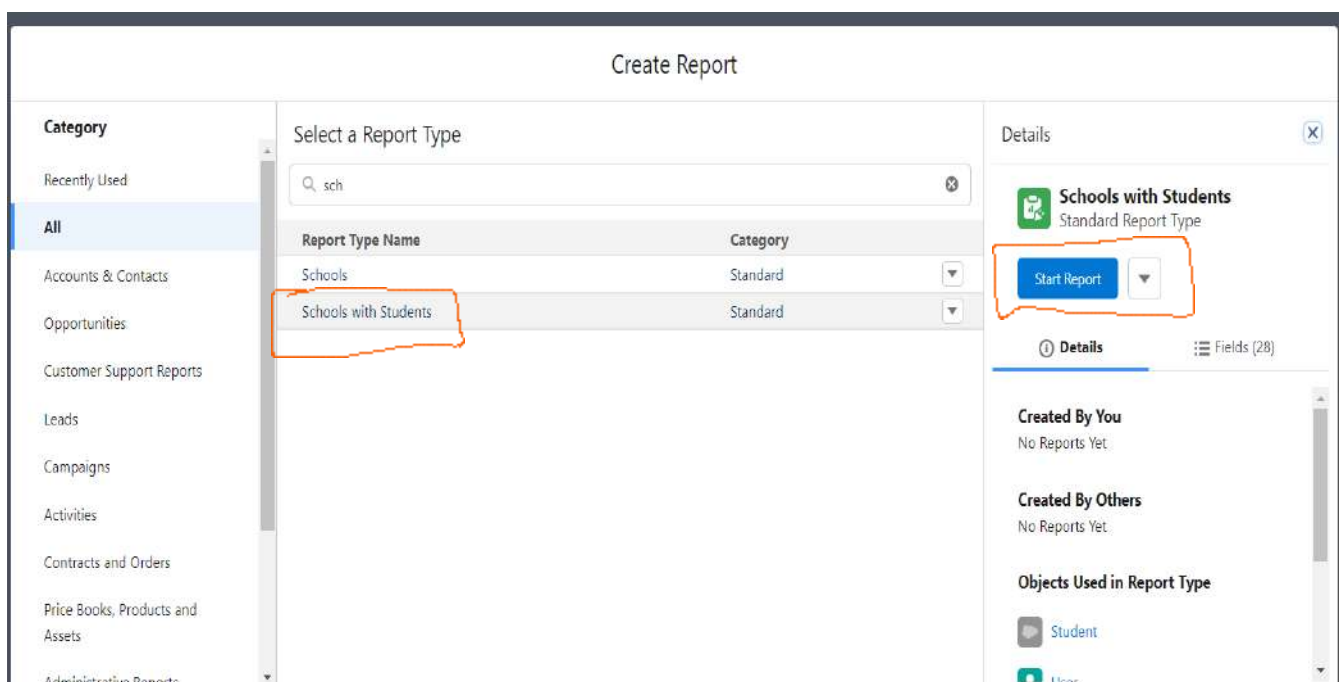 Create Report
Category
Recently Used
All
Accounts & Contacts
Opportunities
Customer Support Reports
Leads
Campaigns
Activities
Contracts and Orders
Price Books, Products and
Assets
Administrative Reports
Select a Report Type
sch
Report Type Name Category
Schools Standard
Schools with Students Standard
Details
Schools with Students
Standard Report Type
Start Report
Details Fields (28)
Created By You
No Reports Yet
Created By Others
No Reports Yet
Objects Used in Report Type
Student
User